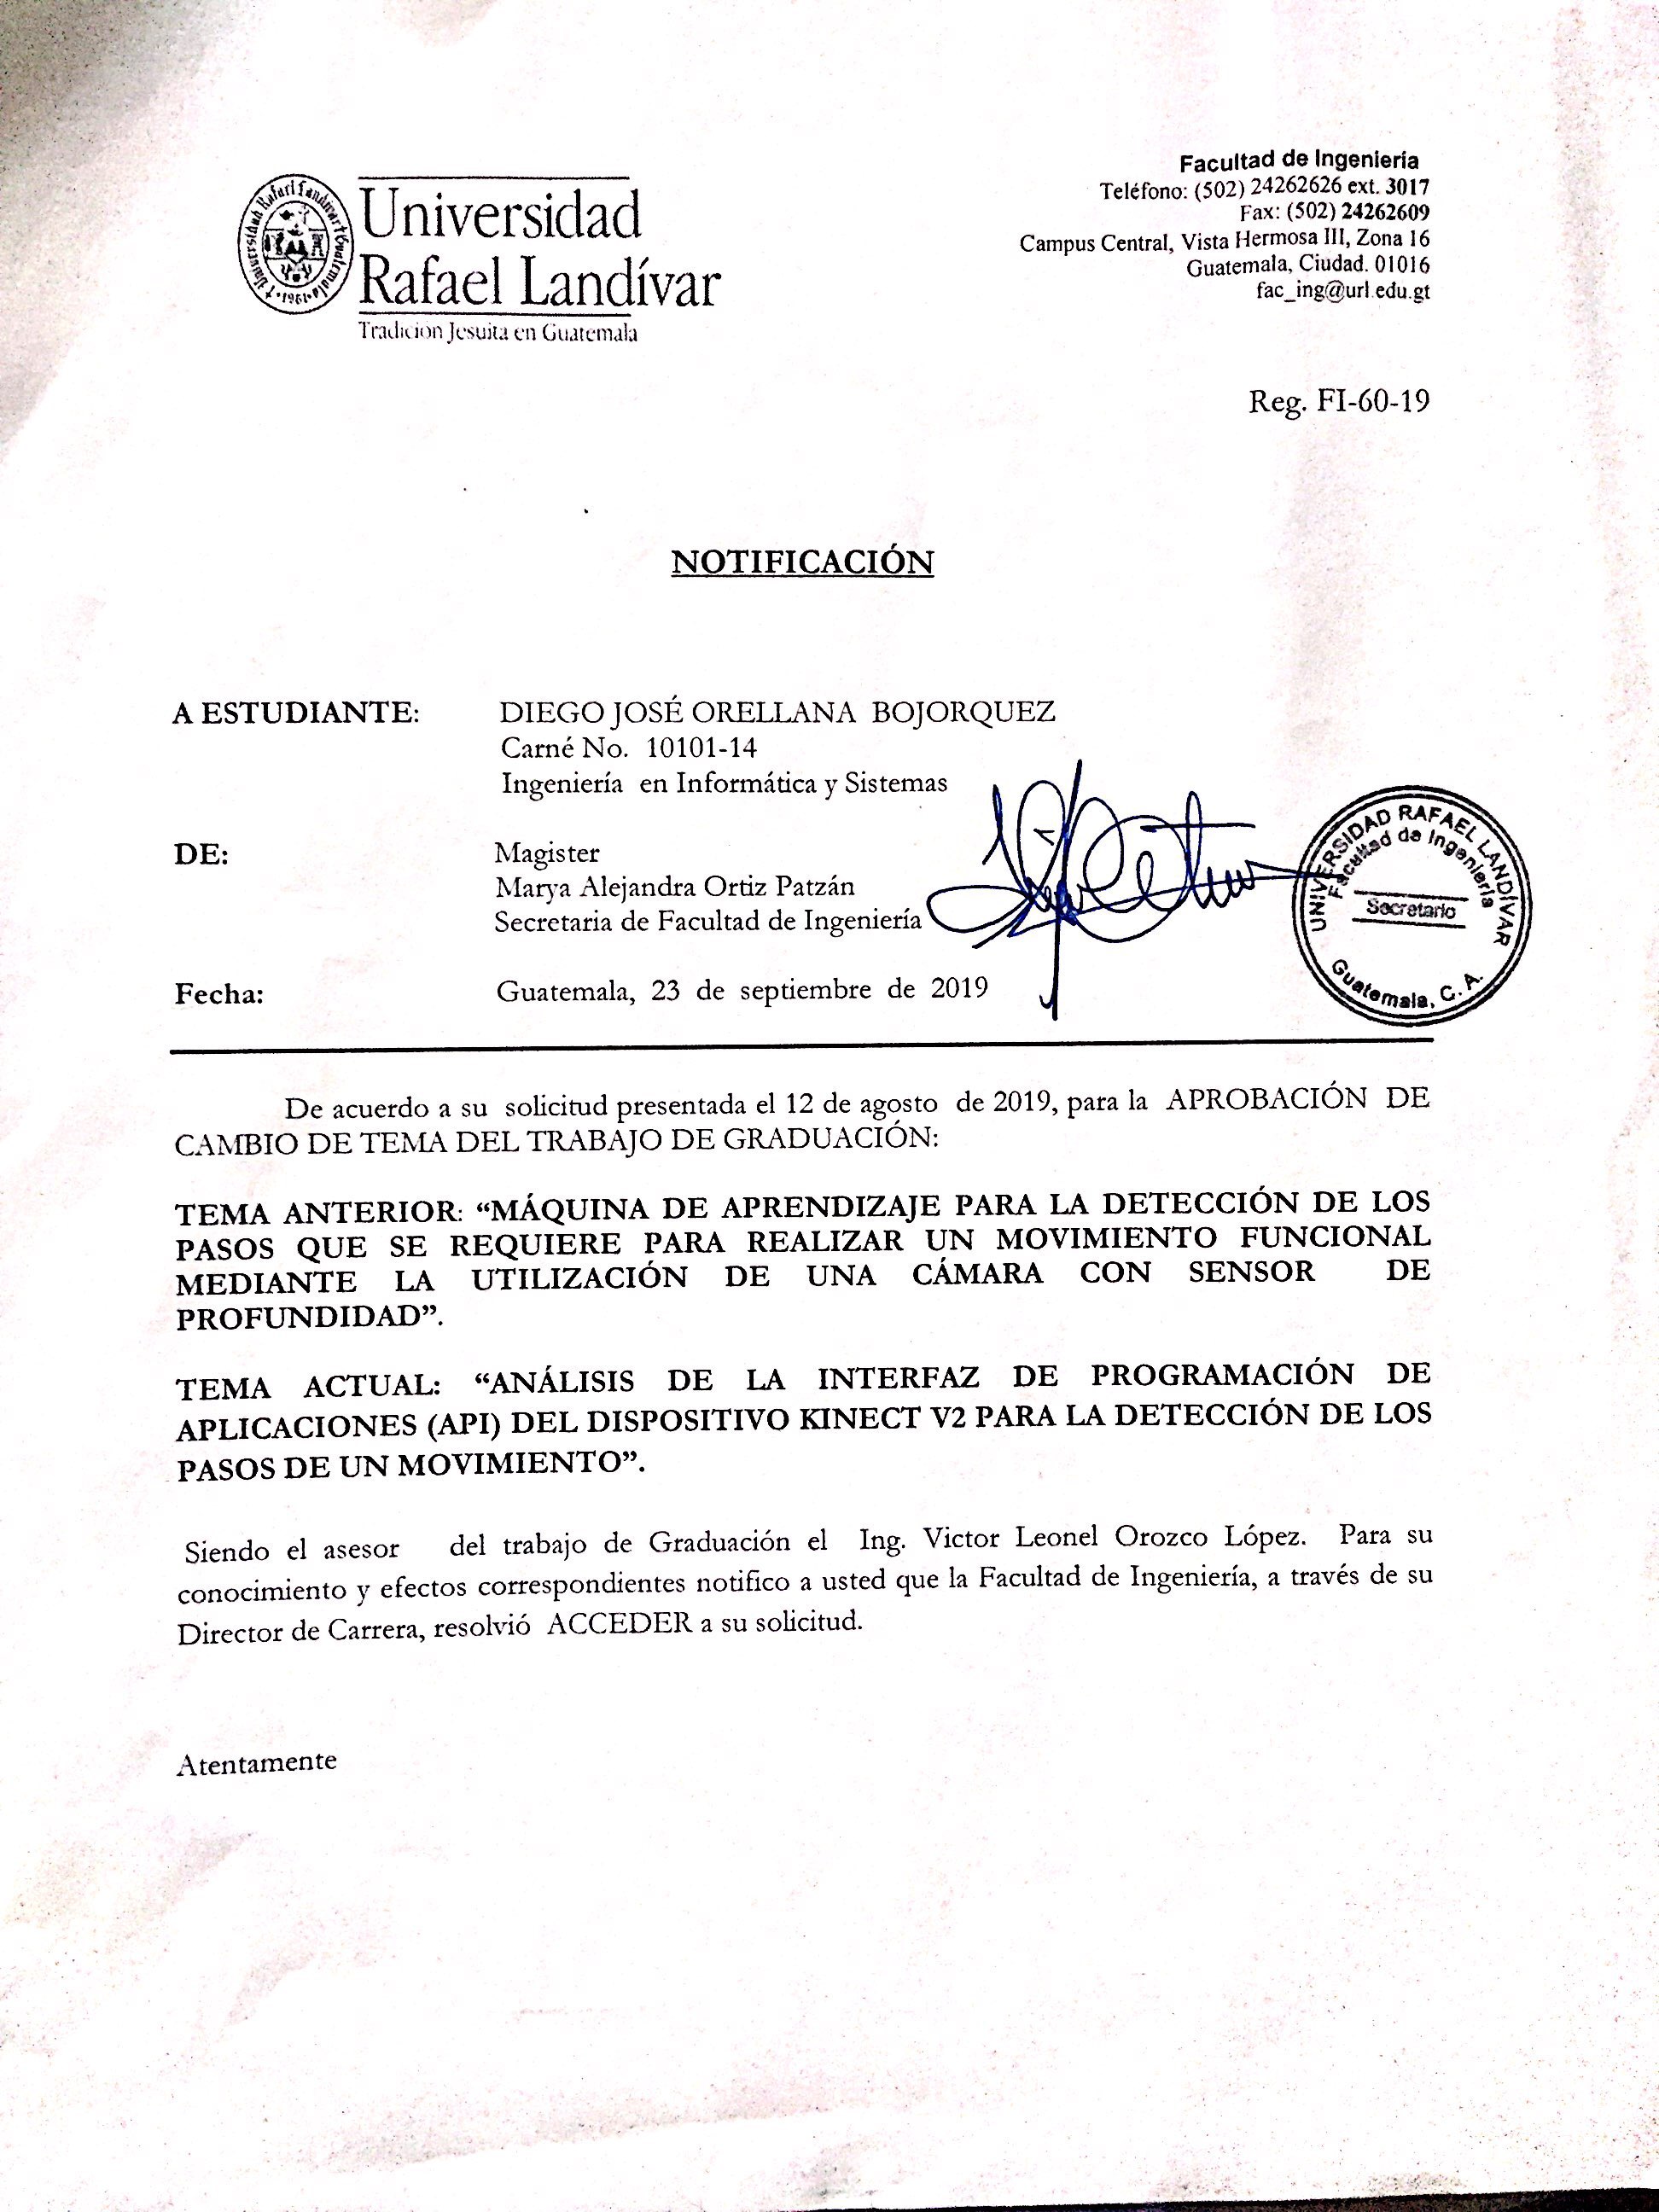 Universidad Rafael Landívar Guatemala
1961
Universidad
Rafael Landívar
Tradición Jesuita en Guatemala
Facultad de Ingeniería
Teléfono: (502) 24262626 ext. 3017
Fax: (502) 24262609
Campus Central, Vista Hermosa III, Zona 16
Guatemala, Ciudad. 01016
fac_ing@url.edu.gt
Reg. FI-60-19
NOTIFICACIÓN
A ESTUDIANTE: DIEGO JOSÉ ORELLANA BOJORQUEZ
Carné No. 10101-14
Ingeniería en Informática y Sistemas
DE: Magister
Marya Alejandra Ortiz Patzán
Secretaria de Facultad de Ingeniería
UNIVERSIDAD RAFAEL LANDÍVAR
Facultad de Ingeniería
Secretario
Guatemala, C. A.
Fecha: Guatemala, 23 de septiembre de 2019
De acuerdo a su solicitud presentada el 12 de agosto de 2019, para la APROBACIÓN DE
CAMBIO DE TEMA DEL TRABAJO DE GRADUACIÓN:
TEMA ANTERIOR: “MÁQUINA DE APRENDIZAJE PARA LA DETECCIÓN DE LOS
PASOS QUE SE REQUIERE PARA REALIZAR UN MOVIMIENTO FUNCIONAL
MEDIANTE LA UTILIZACIÓN DE UNA CÁMARA CON SENSOR DE
PROFUNDIDAD”.
TEMA ACTUAL: “ANÁLISIS DE LA INTERFAZ DE PROGRAMACIÓN DE
APLICACIONES (API) DEL DISPOSITIVO KINECT V2 PARA LA DETECCIÓN DE LOS
PASOS DE UN MOVIMIENTO”.
Siendo el asesor del trabajo de Graduación el Ing. Victor Leonel Orozco López. Para su
conocimiento y efectos correspondientes notifico a usted que la Facultad de Ingeniería, a través de su
Director de Carrera, resolvió ACCEDER a su solicitud.
Atentamente